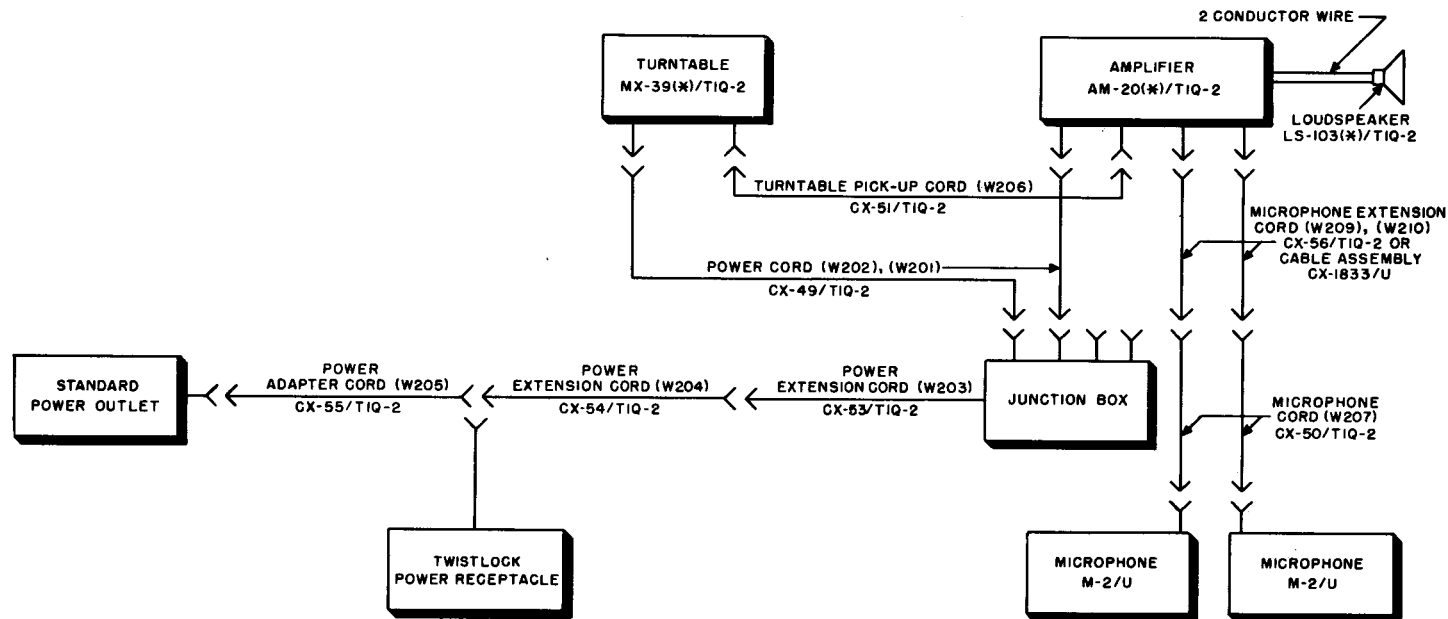 2 CONDUCTOR WIRE
TURNTABLE
MX-39(*)/TIQ-2
AMPLIFIER
AM-20(*)/TIQ-2
LOUDSPEAKER
LS-103(*)/TIQ-2
TURNTABLE PICK-UP CORD (W206)
CX-51/TIQ-2
MICROPHONE EXTENSION
CORD (W209), (W210)
CX-56/TIQ-2 OR
CABLE ASSEMBLY
CX-1833/U
POWER CORD (W202), (W201)
CX-49/TIQ-2
STANDARD
POWER OUTLET
POWER
ADAPTER CORD (W205)
CX-55/TIQ-2
POWER
EXTENSION CORD (W204)
CX-54/TIQ-2
POWER
EXTENSION CORD (W203)
CX-53/TIQ-2
JUNCTION BOX
MICROPHONE
CORD (W207)
CX-50/TIQ-2
TWISTLOCK
POWER RECEPTACLE
MICROPHONE
M-2/U
MICROPHONE
M-2/U